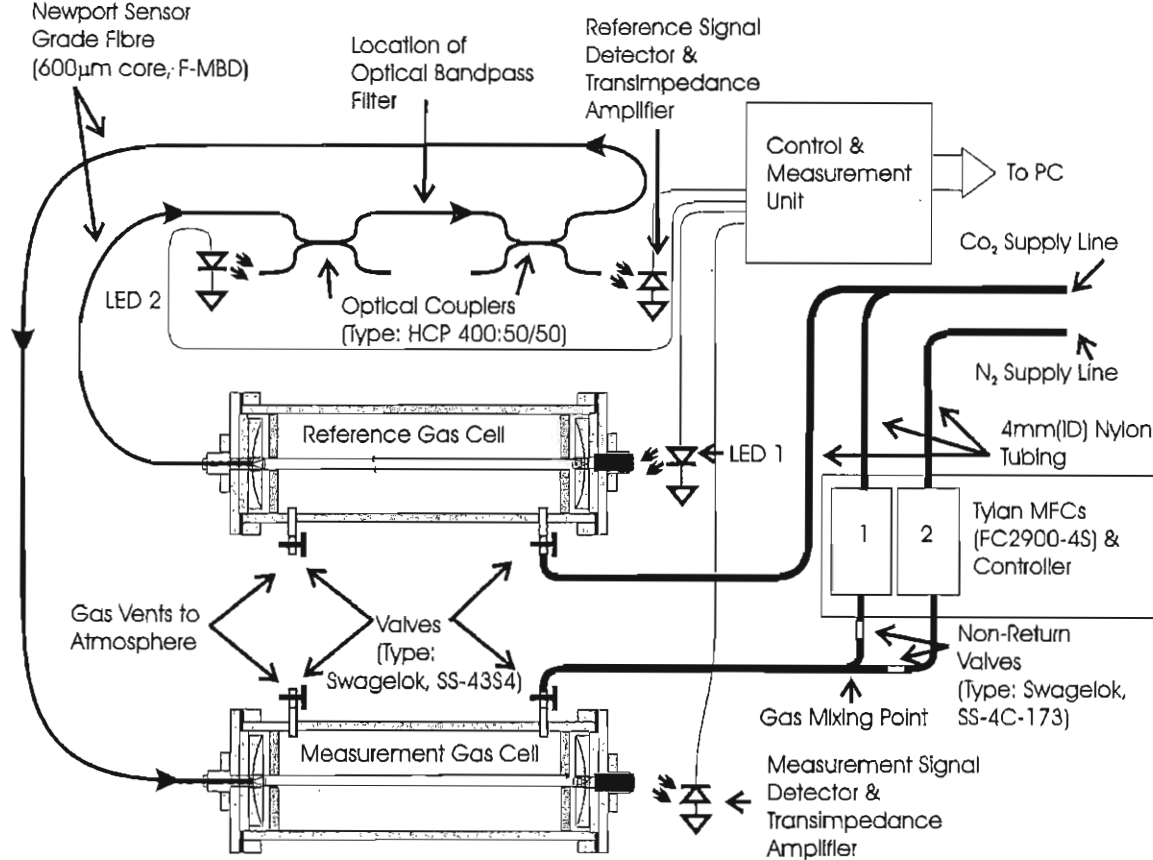 Newport Sensor
Grade Fibre
(600μm core, F-MBD)
Location of
Optical Bandpass
Filter
Reference Signal
Detector &
Transimpedance
Amplifier
Control &
Measurement
Unit
To PC
Co₂ Supply Line
N₂ Supply Line
LED 2
Optical Couplers
(Type: HCP 400:50/50)
Reference Gas Cell
LED 1
4mm(ID) Nylon
Tubing
1
2
Tylan MFCs
(FC2900-4S) &
Controller
Gas Vents to
Atmosphere
Valves
(Type:
Swagelok, SS-43S4)
Non-Return
Valves
(Type: Swagelok,
SS-4C-173)
Gas Mixing Point
Measurement Gas Cell
Measurement Signal
Detector &
Transimpedance
Amplifier